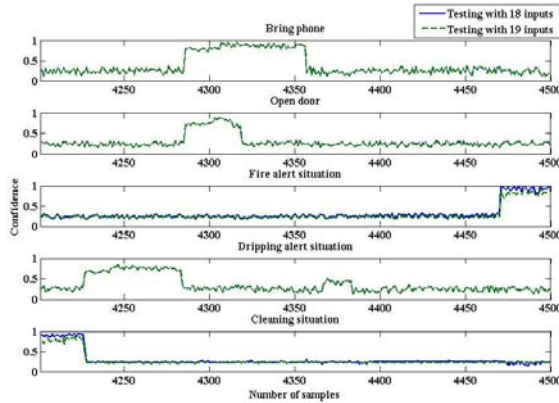 Testing with 18 inputs
Testing with 19 inputs
Bring phone
1
0.5
0
4250 4300 4350 4400 4450 4500
Open door
1
0.5
0
4250 4300 4350 4400 4450 4500
Fire alert situation
1
0.5
0
4250 4300 4350 4400 4450 4500
Dripping alert situation
1
0.5
0
4250 4300 4350 4400 4450 4500
Cleaning situation
1
0.5
0
4250 4300 4350 4400 4450 4500
Confidence
Number of samples